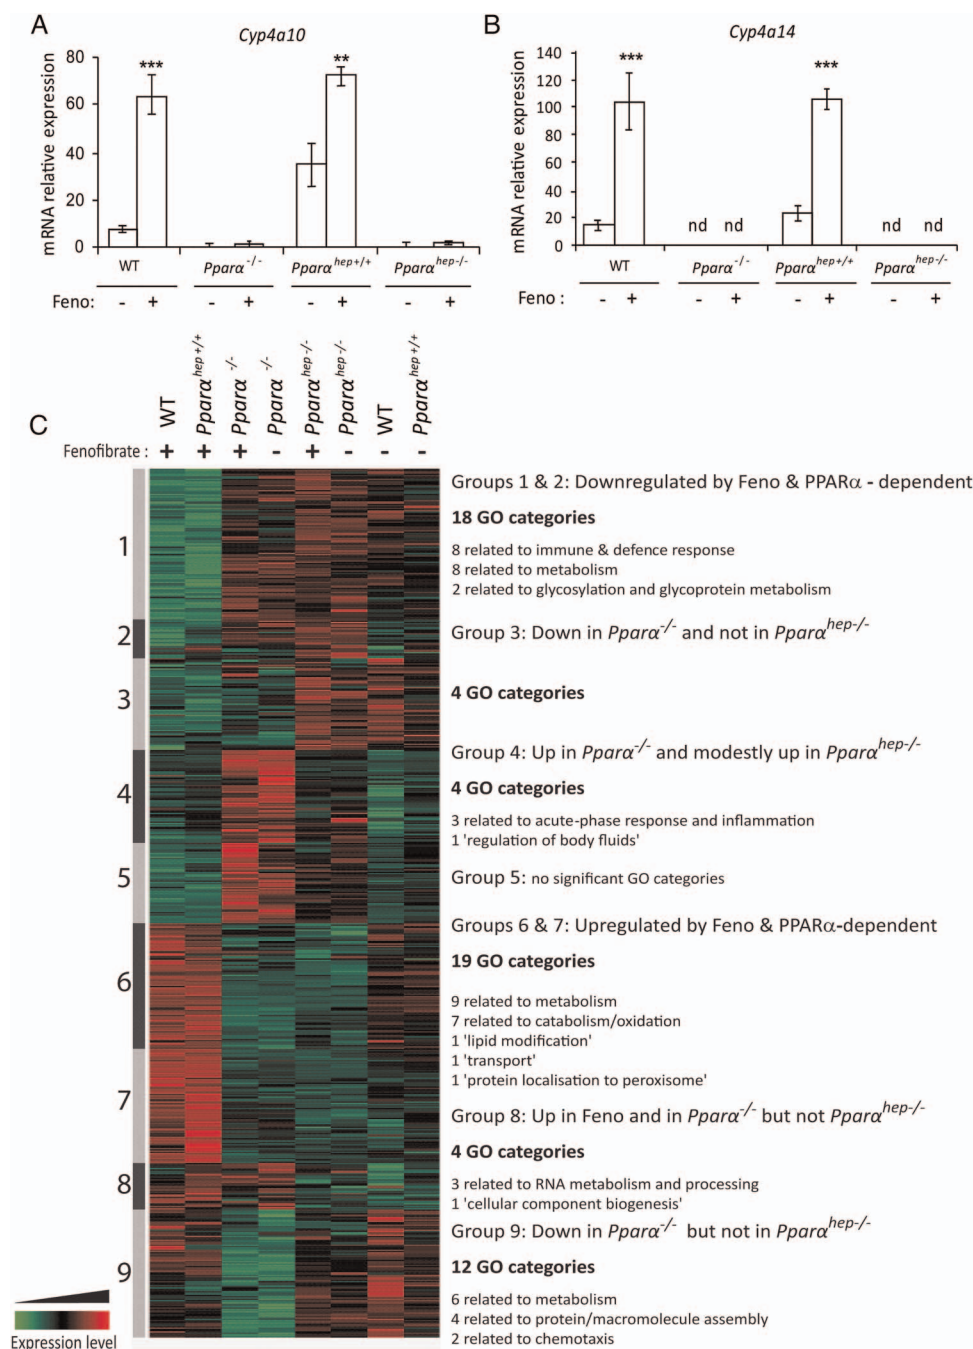 A
Cyp4a10
mRNA relative expression
80
60
40
20
0
***
**
WT
Pparα-/-
Pparαhep+/+
Pparαhep-/-
Feno:
- + - + - + - +
B
Cyp4a14
mRNA relative expression
140
120
100
80
60
40
20
0
***
nd nd
***
nd nd
WT
Pparα-/-
Pparαhep+/+
Pparαhep-/-
Feno :
- + - + - + - +
C
WT
Pparαhep+/+
Pparα-/-
Pparα-/-
Pparαhep-/-
Pparαhep-/-
WT
Pparαhep+/+
Fenofibrate :
+ + + - + - - -
1
2
3
4
5
6
7
8
9
Groups 1 & 2: Downregulated by Feno & PPARα - dependent
18 GO categories
8 related to immune & defence response
8 related to metabolism
2 related to glycosylation and glycoprotein metabolism
Group 3: Down in Pparα-/- and not in Pparαhep-/-
4 GO categories
Group 4: Up in Pparα-/- and modestly up in Pparαhep-/-
4 GO categories
3 related to acute-phase response and inflammation
1 'regulation of body fluids'
Group 5: no significant GO categories
Groups 6 & 7: Upregulated by Feno & PPARα-dependent
19 GO categories
9 related to metabolism
7 related to catabolism/oxidation
1 'lipid modification'
1 'transport'
1 'protein localisation to peroxisome'
Group 8: Up in Feno and in Pparα-/- but not Pparαhep-/-
4 GO categories
3 related to RNA metabolism and processing
1 'cellular component biogenesis'
Group 9: Down in Pparα-/- but not in Pparαhep-/-
12 GO categories
6 related to metabolism
4 related to protein/macromolecule assembly
2 related to chemotaxis
Expression level